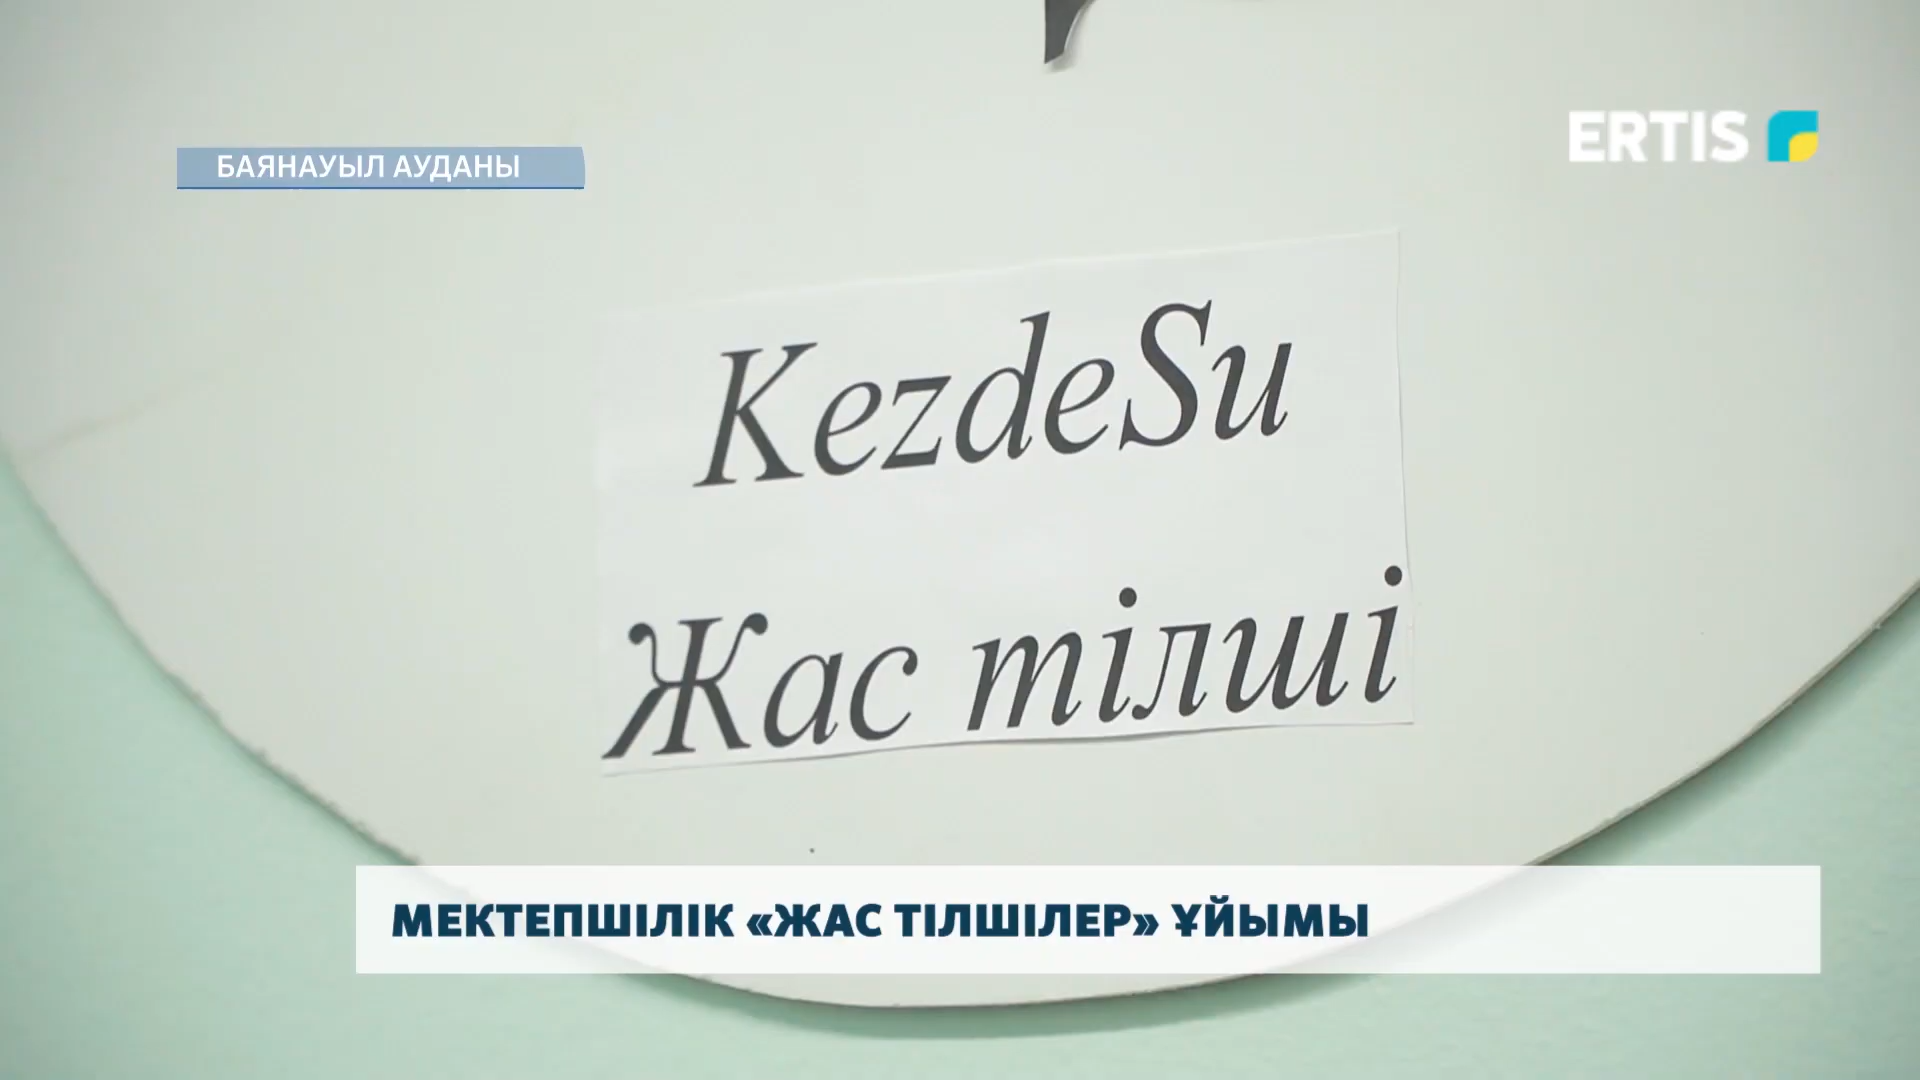 БАЯНАУЫЛ АУДАНЫ
ERTIS
KezdeSu
Жас тілші
МЕКТЕПШІЛІК «ЖАС ТІЛШІЛЕР» ҰЙЫМЫ